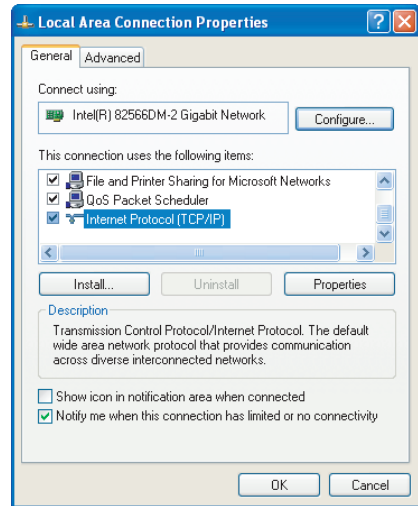 Local Area Connection Properties
General Advanced
Connect using:
Intel(R) 82566DM-2 Gigabit Network Configure...
This connection uses the following items:
File and Printer Sharing for Microsoft Networks
QoS Packet Scheduler
Internet Protocol (TCP/IP)
Install... Uninstall Properties
Description
Transmission Control Protocol/Internet Protocol. The default
wide area network protocol that provides communication
across diverse interconnected networks.
Show icon in notification area when connected
Notify me when this connection has limited or no connectivity
OK Cancel